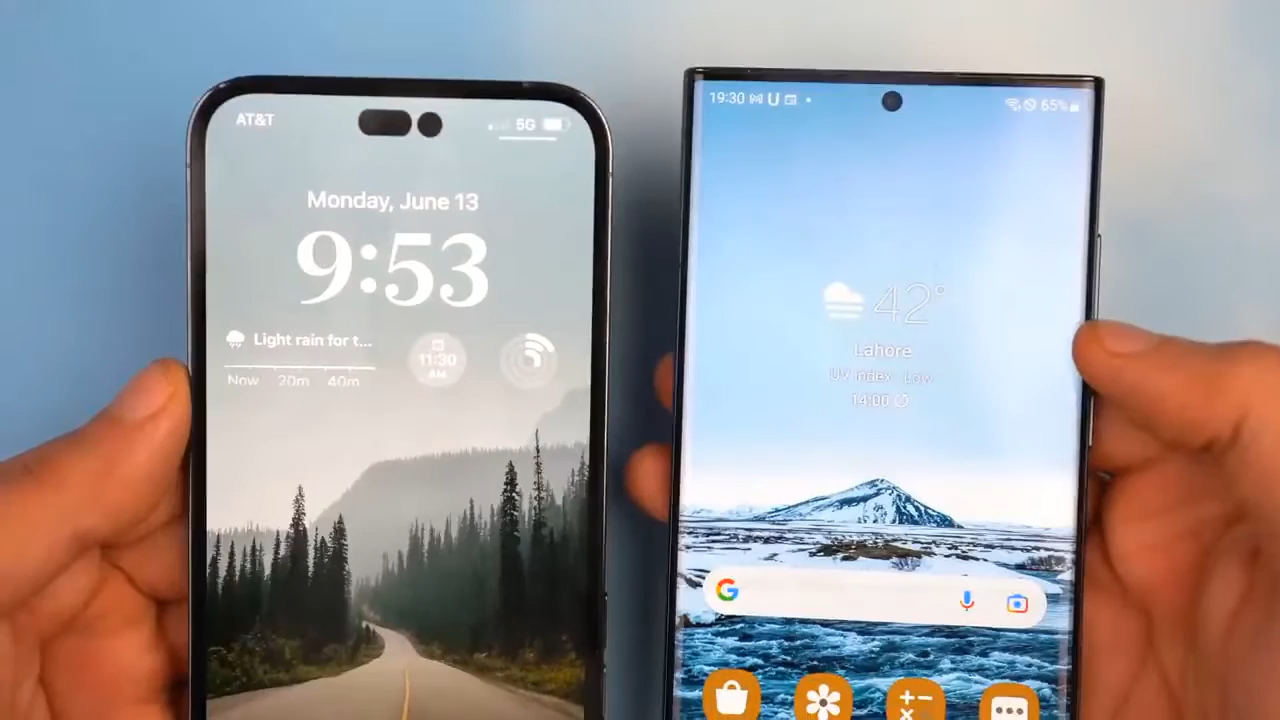 AT&T
5G
Monday, June 13
9:53
Light rain for t...
Now 20m 40m
11:30
AM
19:30
65%
42°
Lahore
UV index · Low
14:00
G